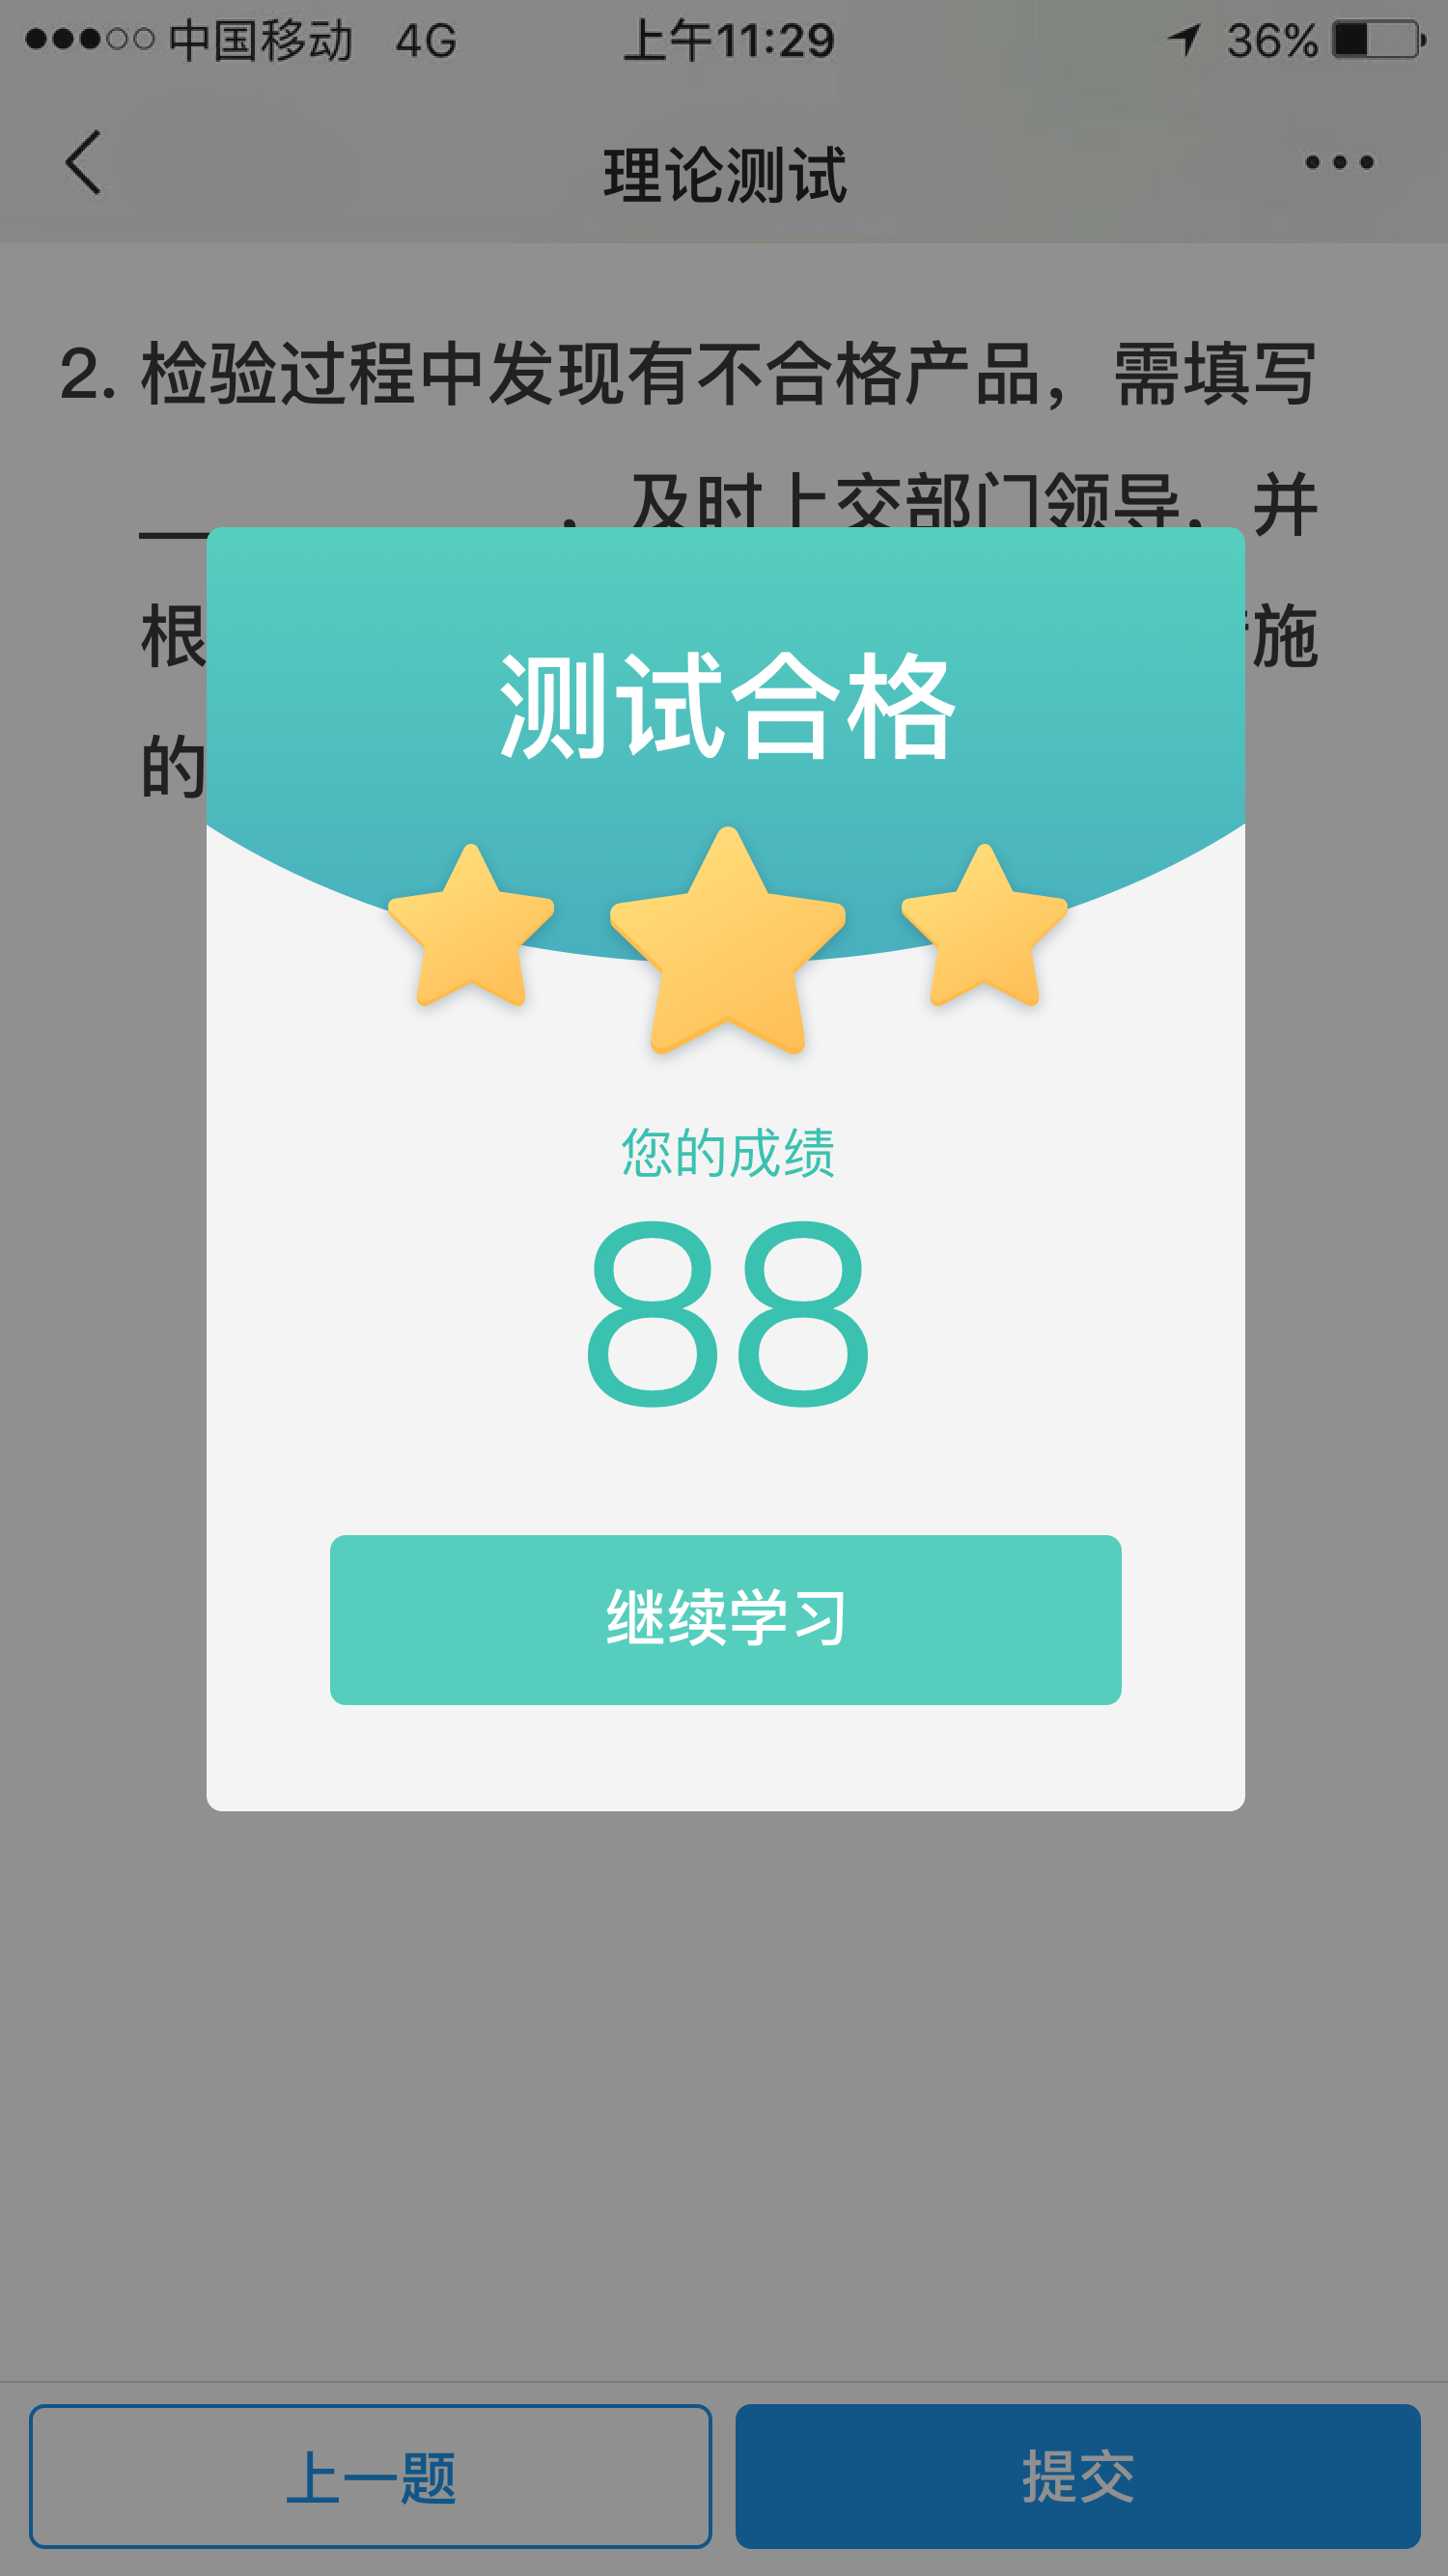 中国移动 4G 上午11:29 36%
理论测试
2. 检验过程中发现有不合格产品，需填写
，及时上交部门领导，并
根 施
的
测试合格
您的成绩
88
继续学习
上一题 提交